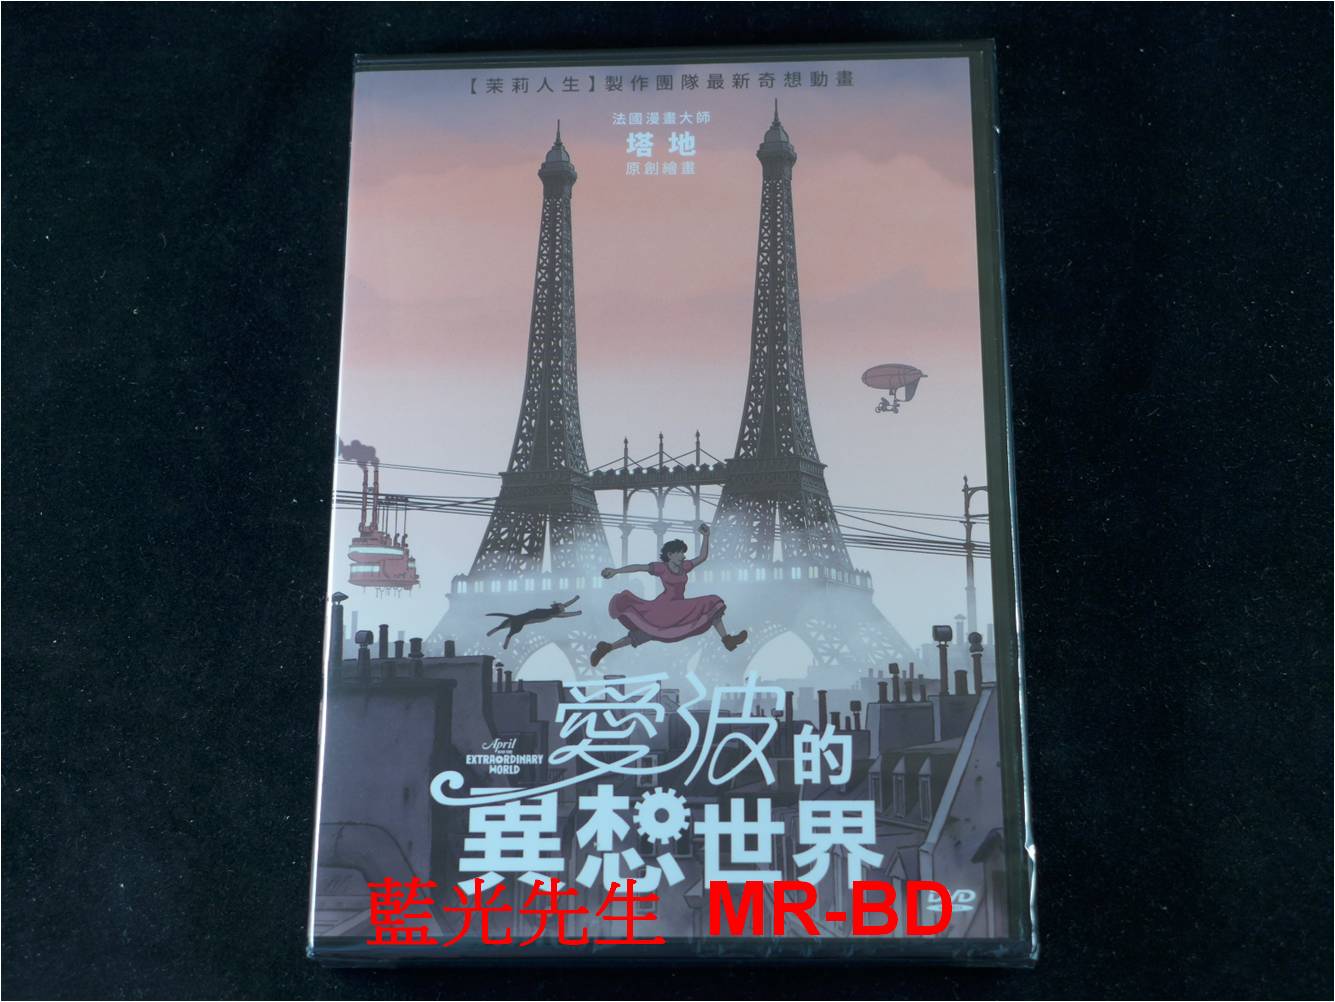 【茉莉人生】製作團隊最新奇想動畫
法國漫畫大師
塔地
原創繪畫
愛波的
April
AND THE
EXTRAORDINARY
WORLD
異想世界
DVD
藍光先生 MR-BD